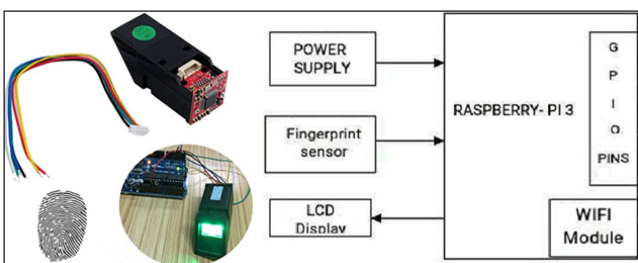 POWER
SUPPLY
Fingerprint
sensor
LCD
Display
RASPBERRY- PI 3
G
P
I
O
PINS
WIFI
Module